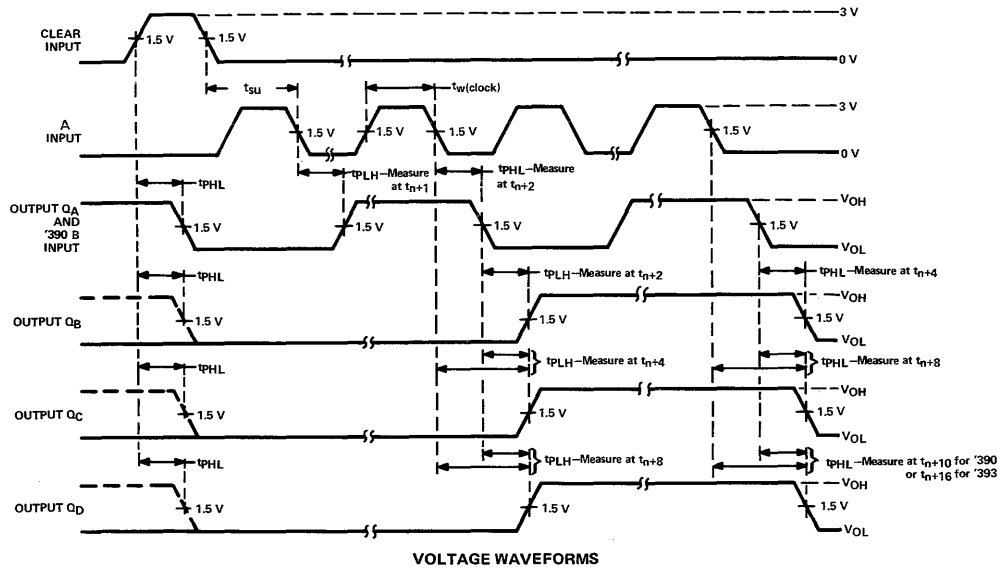 3 V
CLEAR
INPUT
1.5 V
1.5 V
0 V
tsu
tw(clock)
3 V
A
INPUT
1.5 V
1.5 V
1.5 V
1.5 V
0 V
tPHL
tPLH–Measure
at tn+1
tPHL–Measure
at tn+2
OUTPUT QA
AND
'390 B
INPUT
1.5 V
1.5 V
1.5 V
1.5 V
VOH
VOL
tPHL
tPLH–Measure at tn+2
tPHL–Measure at tn+4
VOH
OUTPUT QB
1.5 V
1.5 V
1.5 V
VOL
tPHL
tPLH–Measure at tn+4
tPHL–Measure at tn+8
VOH
OUTPUT QC
1.5 V
1.5 V
1.5 V
VOL
tPHL
tPLH–Measure at tn+8
tPHL–Measure at tn+10 for '390
or tn+16 for '393
VOH
OUTPUT QD
1.5 V
1.5 V
1.5 V
VOL
VOLTAGE WAVEFORMS